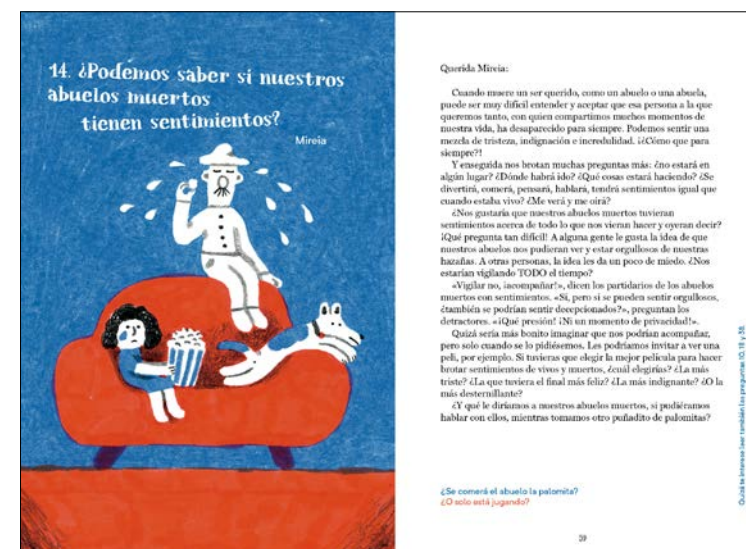 14. ¿Podemos saber si nuestros
abuelos muertos
tienen sentimientos?
Mireia
Querida Mireia:
Cuando muere un ser querido, como un abuelo o una abuela,
puede ser muy difícil entender y aceptar que esa persona a la que
queremos tanto, con quien compartimos muchos momentos de
nuestra vida, ha desaparecido para siempre. Podemos sentir una
mezcla de tristeza, indignación e incredulidad. ¡¿Cómo que para
siempre?!
Y enseguida nos brotan muchas preguntas más: ¿no estará en
algún lugar? ¿Dónde habrá ido? ¿Qué cosas estará haciendo? ¿Se
divertirá, comerá, pensará, hablará, tendrá sentimientos igual que
cuando estaba vivo? ¿Me verá y me oirá?
¿Nos gustaría que nuestros abuelos muertos tuvieran
sentimientos acerca de todo lo que nos vieran hacer y oyeran decir?
¡Qué pregunta tan difícil! A alguna gente le gusta la idea de que
nuestros abuelos nos pudieran ver y estar orgullosos de nuestras
hazañas. A otras personas, la idea les da un poco de miedo. ¿Nos
estarían vigilando TODO el tiempo?
«Vigilar no, ¡acompañar!», dicen los partidarios de los abuelos
muertos con sentimientos. «Sí, pero si se pueden sentir orgullosos,
¿también se podrían sentir decepcionados?», preguntan los
detractores. «¡Qué presión! ¡Ni un momento de privacidad!».
Quizá sería más bonito imaginar que nos podrían acompañar,
pero solo cuando se lo pidiésemos. Les podríamos invitar a ver una
peli, por ejemplo. Si tuvieras que elegir la mejor película para hacer
brotar sentimientos de vivos y muertos, ¿cuál elegirías? ¿La más
triste? ¿La que tuviera el final más feliz? ¿La más indignante? ¿O la
más desternillante?
¿Y qué le diríamos a nuestros abuelos muertos, si pudiéramos
hablar con ellos, mientras tomamos otro puñadito de palomitas?
¿Se comerá el abuelo la palomita?
¿O solo está jugando?
39
Quizá te interese leer también las preguntas 10, 18 y 38.